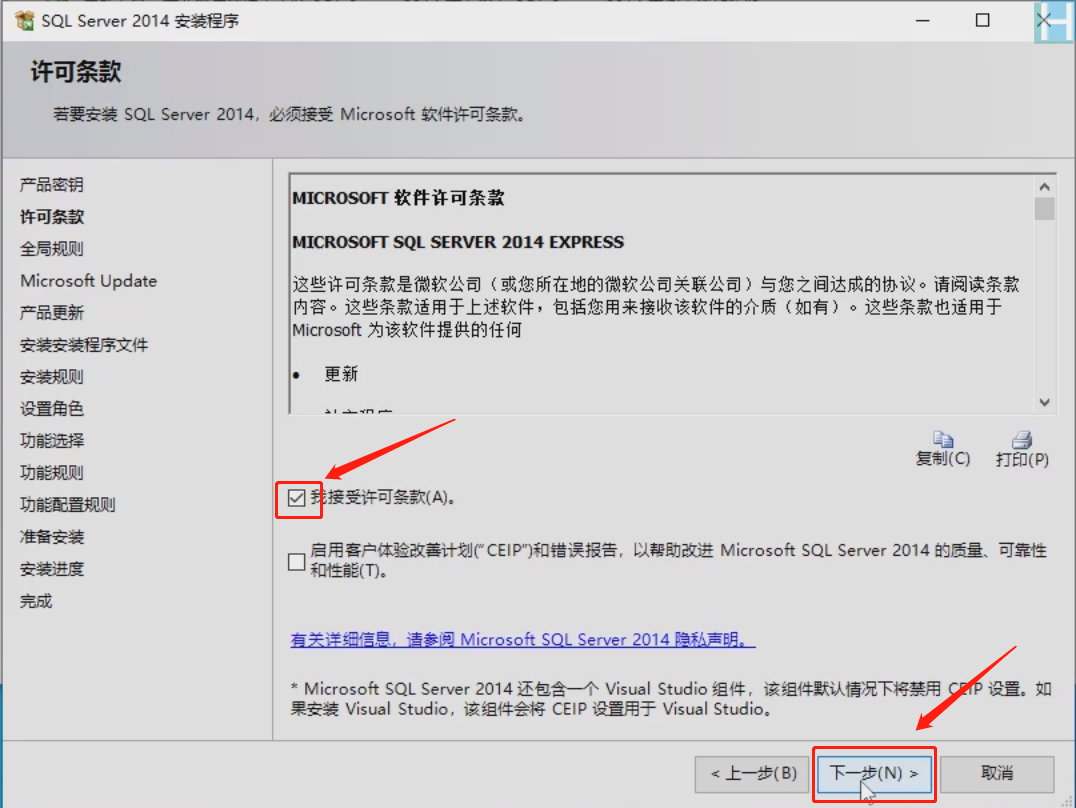 SQL Server 2014 安装程序
许可条款
若要安装 SQL Server 2014，必须接受 Microsoft 软件许可条款。
产品密钥
许可条款
全局规则
Microsoft Update
产品更新
安装安装程序文件
安装规则
设置角色
功能选择
功能规则
功能配置规则
准备安装
安装进度
完成
MICROSOFT 软件许可条款
MICROSOFT SQL SERVER 2014 EXPRESS
这些许可条款是微软公司（或您所在地的微软公司关联公司）与您之间达成的协议。请阅读条款
内容。这些条款适用于上述软件，包括您用来接收该软件的介质（如有）。这些条款也适用于
Microsoft 为该软件提供的任何
• 更新
复制(C)
打印(P)
我接受许可条款(A)。
启用客户体验改善计划("CEIP")和错误报告，以帮助改进 Microsoft SQL Server 2014 的质量、可靠性
和性能(T)。
有关详细信息，请参阅 Microsoft SQL Server 2014 隐私声明。
* Microsoft SQL Server 2014 还包含一个 Visual Studio 组件，该组件默认情况下将禁用 CEIP 设置。如
果安装 Visual Studio，该组件会将 CEIP 设置用于 Visual Studio。
< 上一步(B)
下一步(N) >
取消